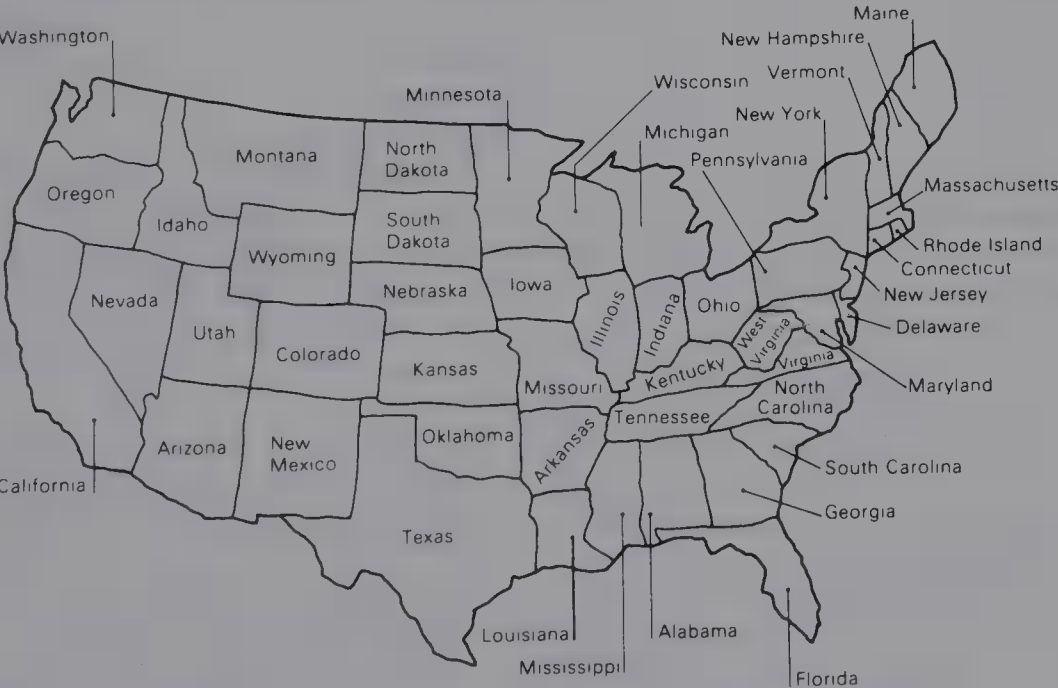 Maine
Washington
New Hampshire
Wisconsin
Vermont
Minnesota
New York
Michigan
Montana
North
Dakota
Pennsylvania
Oregon
Massachusetts
Idaho
South
Dakota
Rhode Island
Wyoming
Connecticut
Nevada
Nebraska
Iowa
Illinois
Indiana
Ohio
New Jersey
Utah
West
Virginia
Delaware
Colorado
Kansas
Missouri
Kentucky
Virginia
Maryland
North
Carolina
Tennessee
Arizona
New
Mexico
Oklahoma
Arkansas
South Carolina
California
Georgia
Texas
Louisiana
Alabama
Mississippi
Florida